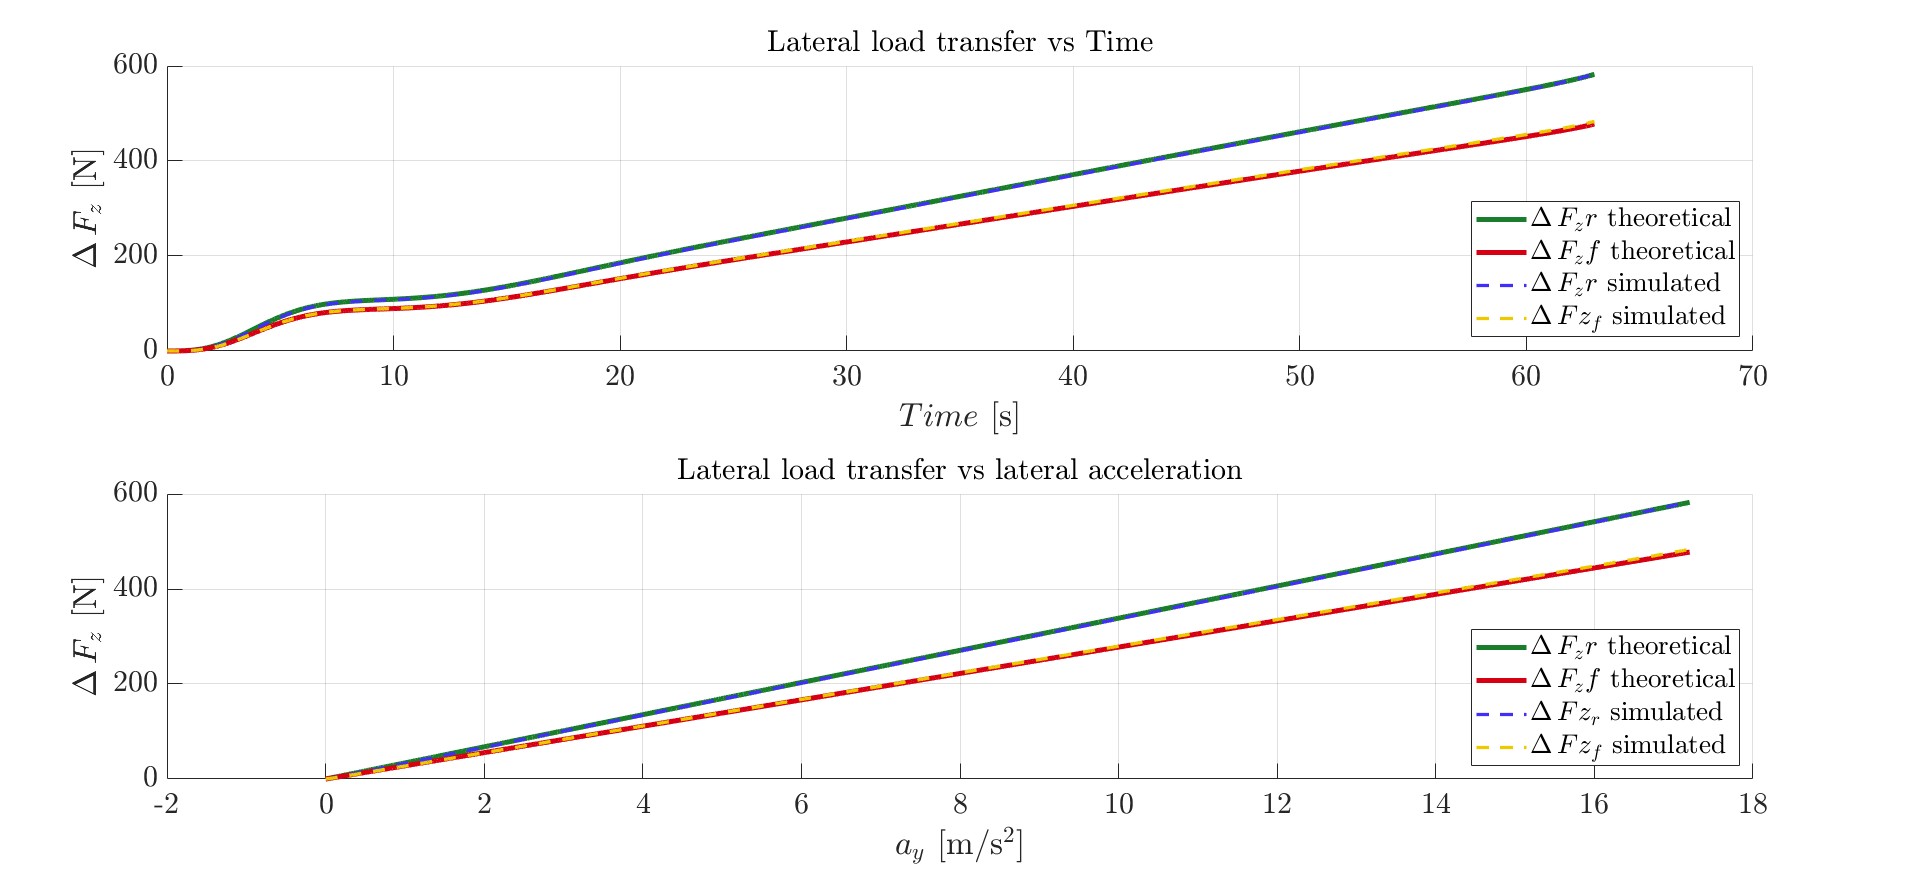 Lateral load transfer vs Time
600
400
200
0
Δ F_z [N]
0 10 20 30 40 50 60 70
Time [s]
Δ F_z r theoretical
Δ F_z f theoretical
Δ F_z r simulated
Δ Fz_f simulated
Lateral load transfer vs lateral acceleration
600
400
200
0
Δ F_z [N]
-2 0 2 4 6 8 10 12 14 16 18
a_y [m/s²]
Δ F_z r theoretical
Δ F_z f theoretical
Δ Fz_r simulated
Δ Fz_f simulated